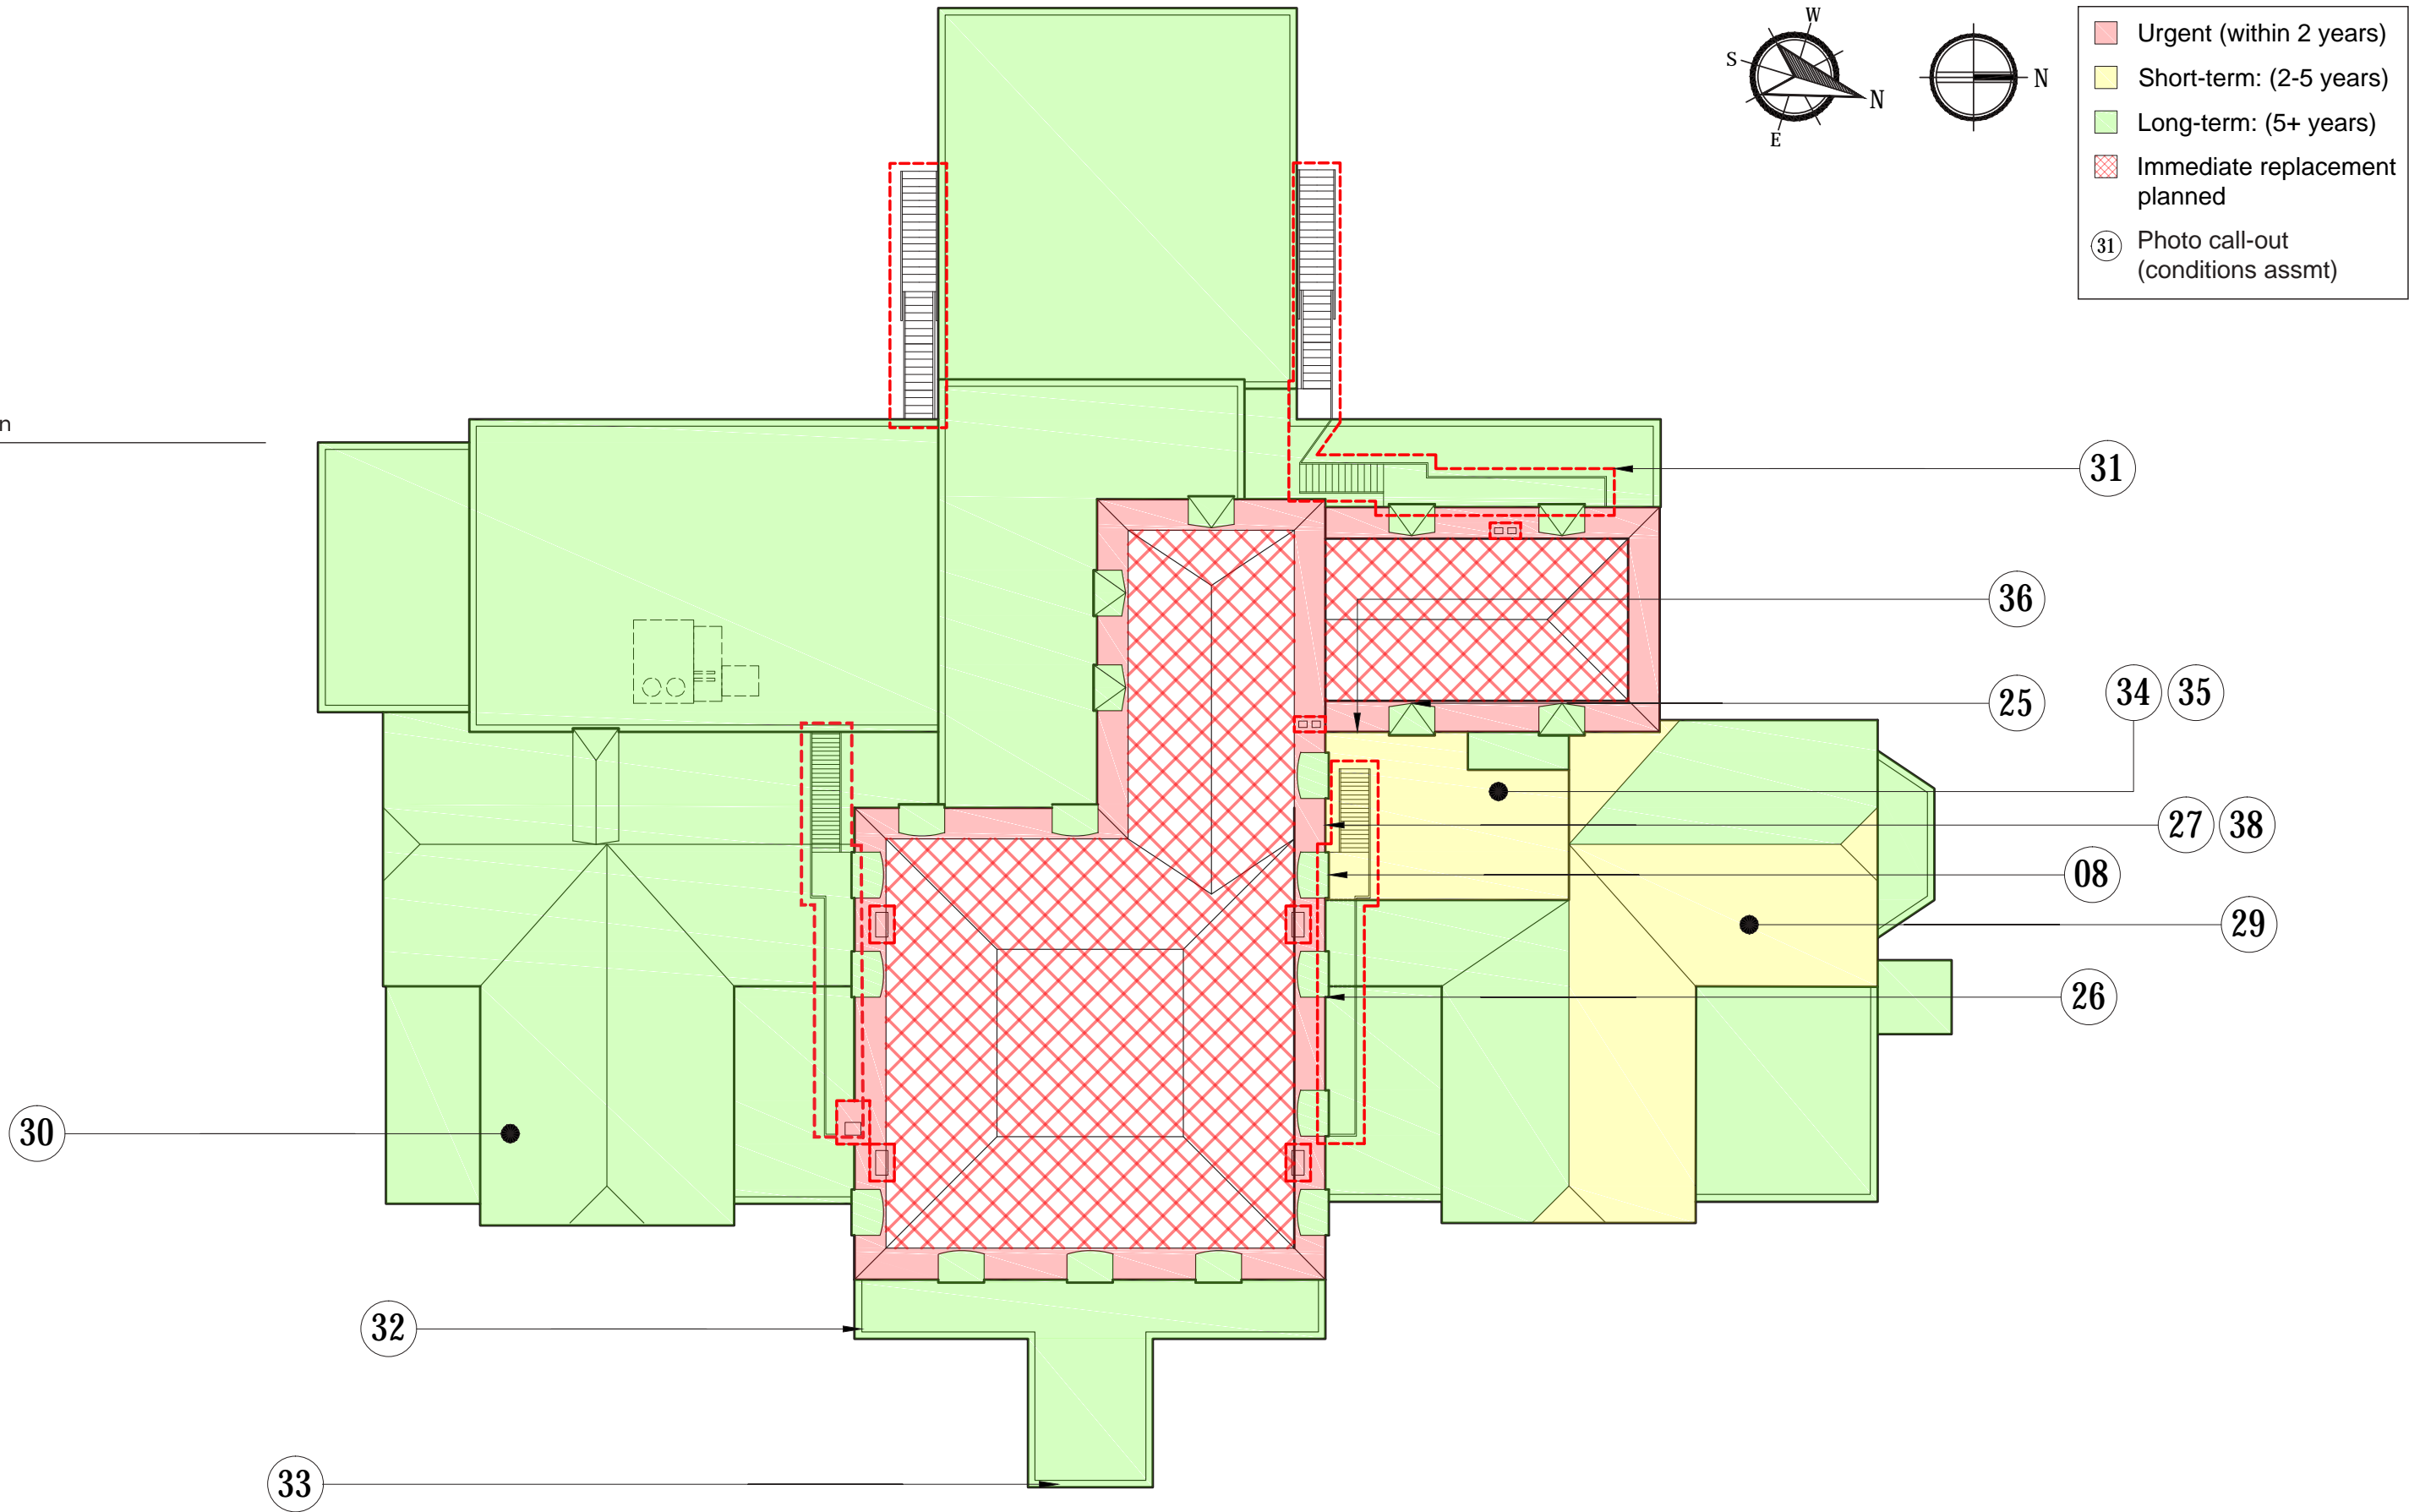 W
S
N
E
N
Urgent (within 2 years)
Short-term: (2-5 years)
Long-term: (5+ years)
Immediate replacement
planned
31 Photo call-out
(conditions assmt)
n
31
36
25
34 35
27 38
08
29
26
30
32
33